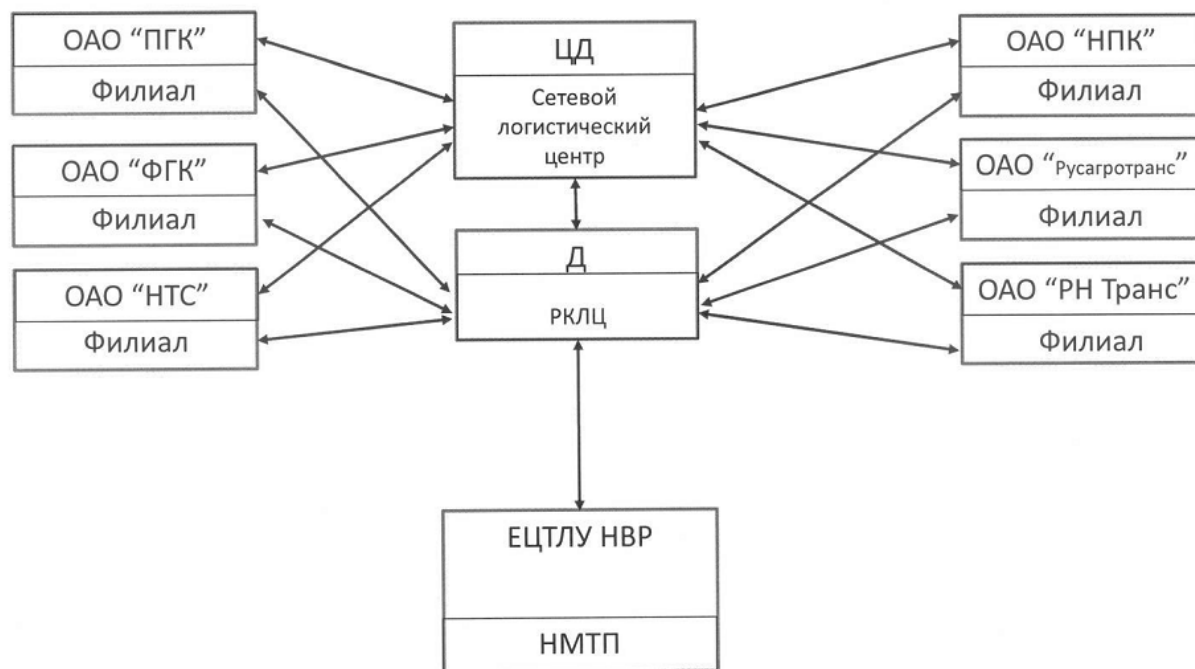 ОАО “ПГК”
Филиал
ОАО “ФГК”
Филиал
ОАО “НТС”
Филиал
ЦД
Сетевой
логистический
центр
Д
РКЛЦ
ОАО “НПК”
Филиал
ОАО “Русагротранс”
Филиал
ОАО “РН Транс”
Филиал
ЕЦТЛУ НВР
НМТП